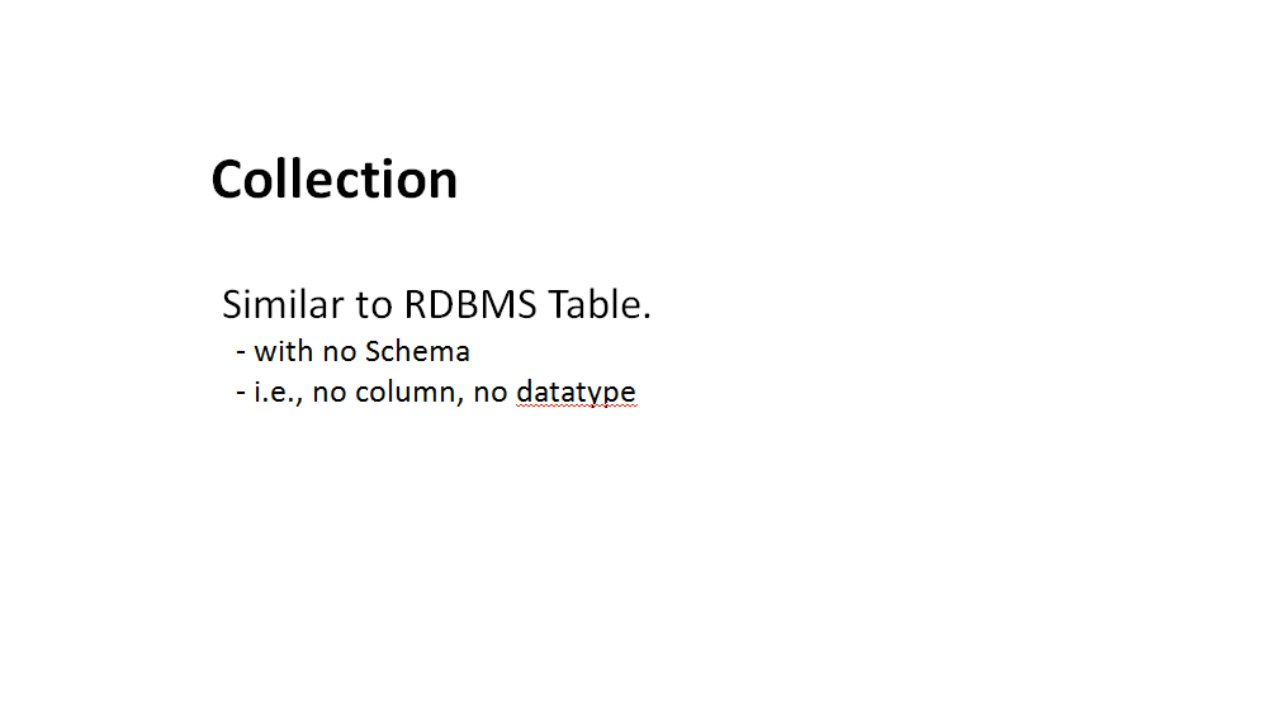 Collection
Similar to RDBMS Table.
- with no Schema
- i.e., no column, no datatype